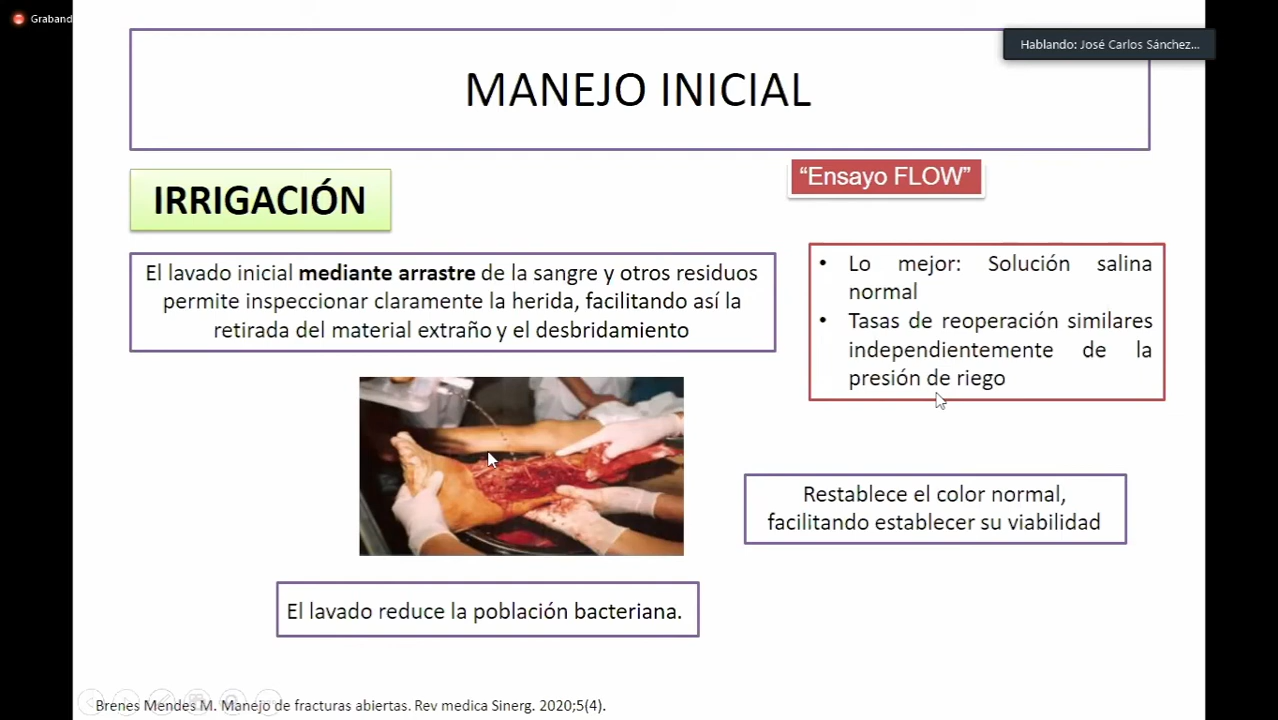 Graband
Hablando: José Carlos Sánchez...
MANEJO INICIAL
IRRIGACIÓN
“Ensayo FLOW”
El lavado inicial mediante arrastre de la sangre y otros residuos
permite inspeccionar claramente la herida, facilitando así la
retirada del material extraño y el desbridamiento
• Lo mejor: Solución salina
normal
• Tasas de reoperación similares
independientemente de la
presión de riego
Restablece el color normal,
facilitando establecer su viabilidad
El lavado reduce la población bacteriana.
Brenes Mendes M. Manejo de fracturas abiertas. Rev medica Sinerg. 2020;5(4).